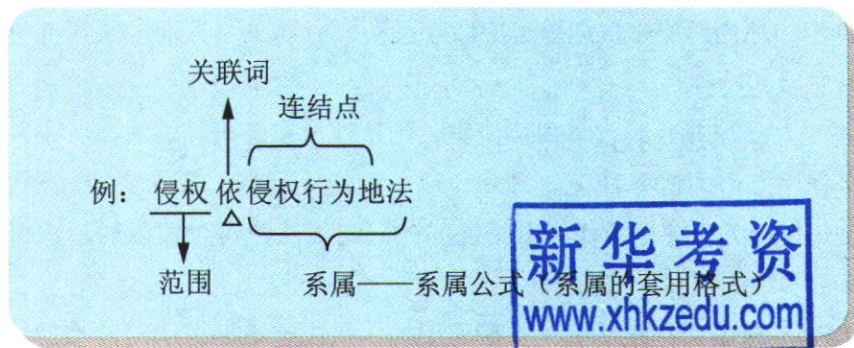 关联词
连结点
例： 侵权 依 侵权行为地法
范围
系属——系属公式（系属的套用格式）
新华考资
www.xhkzedu.com